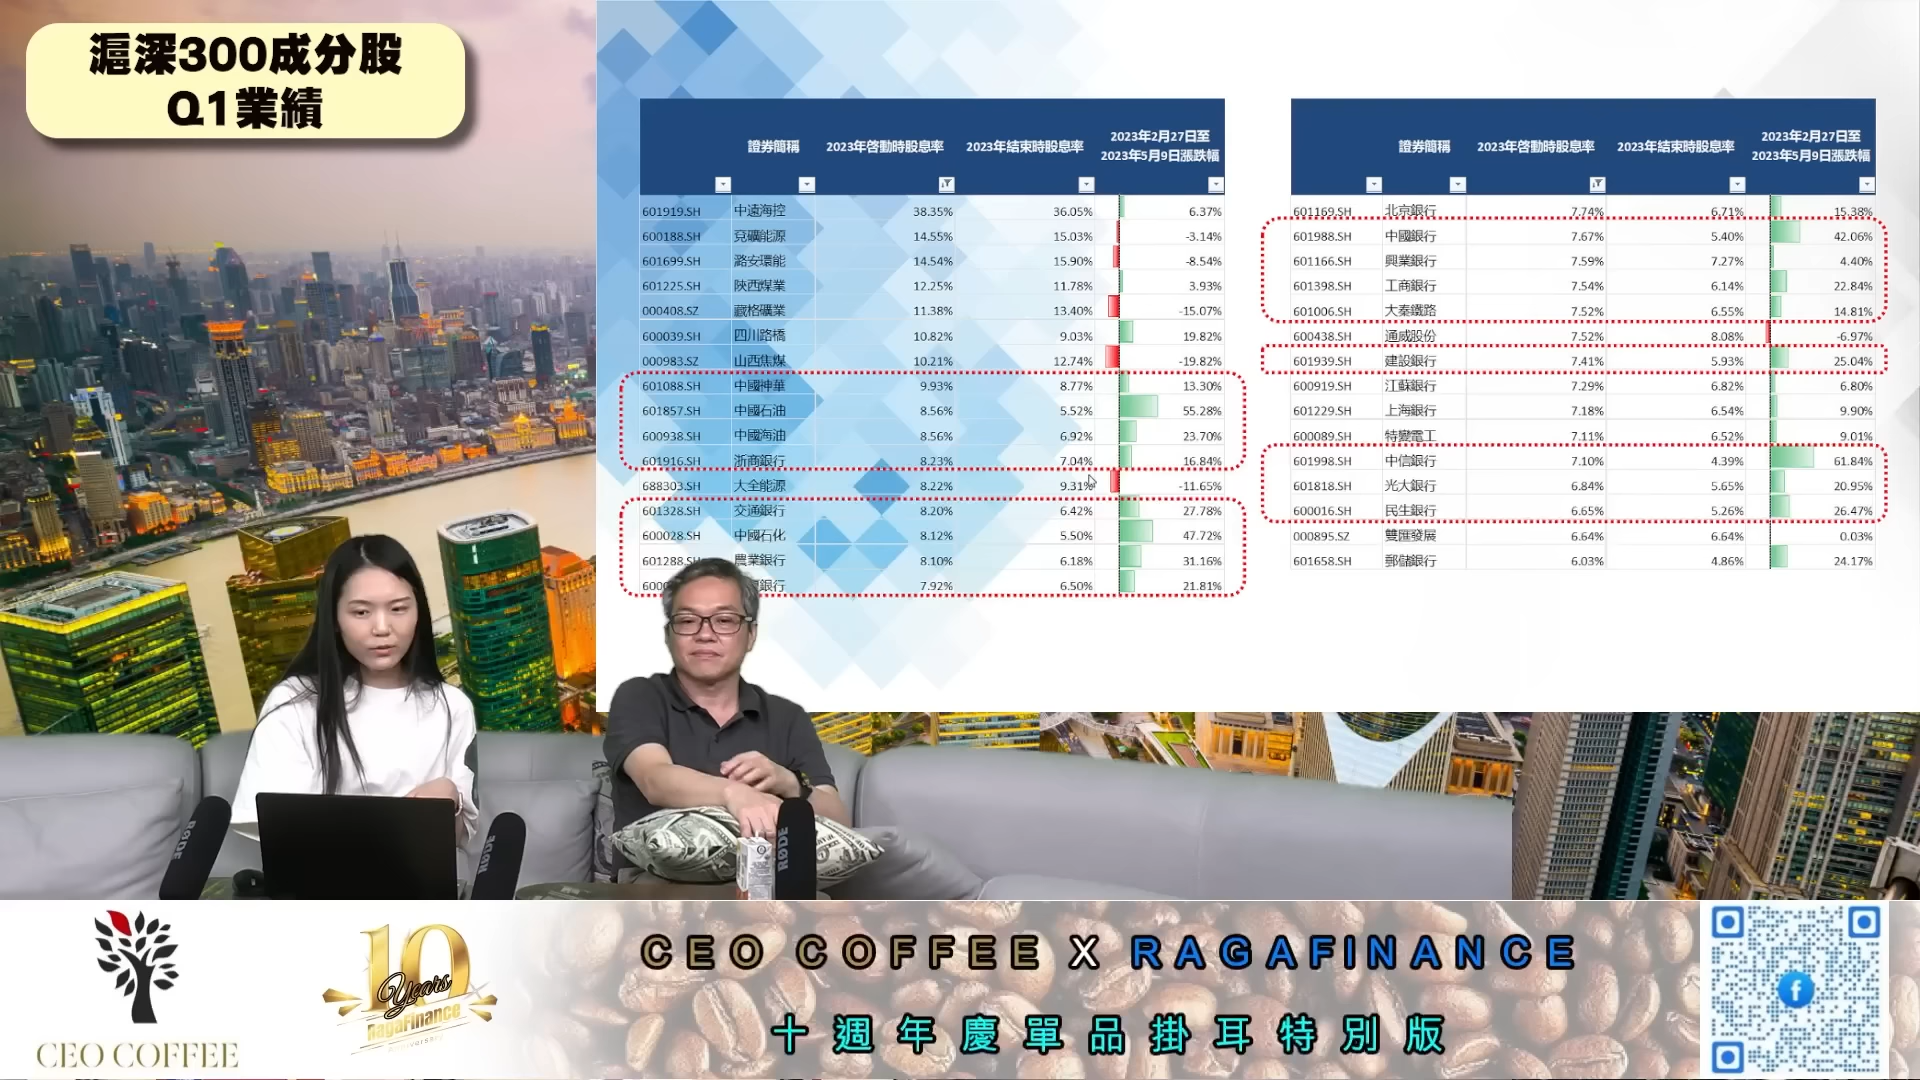 滬深300成分股
Q1業績
證券簡稱 2023年啓動時股息率 2023年結束時股息率 2023年2月27日至
2023年5月9日漲跌幅
601919.SH 中遠海控 38.35% 36.05% 6.37%
600188.SH 兗礦能源 14.55% 15.03% -3.14%
601699.SH 潞安環能 14.54% 15.90% -8.54%
601225.SH 陝西煤業 12.25% 11.78% 3.93%
000408.SZ 藏格礦業 11.38% 13.40% -15.07%
600039.SH 四川路橋 10.82% 9.03% 19.82%
000983.SZ 山西焦煤 10.21% 12.74% -19.82%
601088.SH 中國神華 9.93% 8.77% 13.30%
601857.SH 中國石油 8.56% 5.52% 55.28%
600938.SH 中國海油 8.56% 6.92% 23.70%
601916.SH 浙商銀行 8.23% 7.04% 16.84%
688303.SH 大全能源 8.22% 9.31% -11.65%
601328.SH 交通銀行 8.20% 6.42% 27.78%
600028.SH 中國石化 8.12% 5.50% 47.72%
601288.SH 農業銀行 8.10% 6.18% 31.16%
銀行 7.92% 6.50% 21.81%
證券簡稱 2023年啓動時股息率 2023年結束時股息率 2023年2月27日至
2023年5月9日漲跌幅
601169.SH 北京銀行 7.74% 6.71% 15.38%
601988.SH 中國銀行 7.67% 5.40% 42.06%
601166.SH 興業銀行 7.59% 7.27% 4.40%
601398.SH 工商銀行 7.54% 6.14% 22.84%
601006.SH 大秦鐵路 7.52% 6.55% 14.81%
600438.SH 通威股份 7.52% 8.08% -6.97%
601939.SH 建設銀行 7.41% 5.93% 25.04%
600919.SH 江蘇銀行 7.29% 6.82% 6.80%
601229.SH 上海銀行 7.18% 6.54% 9.90%
600089.SH 特變電工 7.11% 6.52% 9.01%
601998.SH 中信銀行 7.10% 4.39% 61.84%
601818.SH 光大銀行 6.84% 5.65% 20.95%
600016.SH 民生銀行 6.65% 5.26% 26.47%
000895.SZ 雙匯發展 6.64% 6.64% 0.03%
601658.SH 郵儲銀行 6.03% 4.86% 24.17%
RØDE
RØDE
RØDE
CEO COFFEE
10
Years
RagaFinance
Anniversary
CEO COFFEE X RAGAFINANCE
十週年慶單品掛耳特別版
f